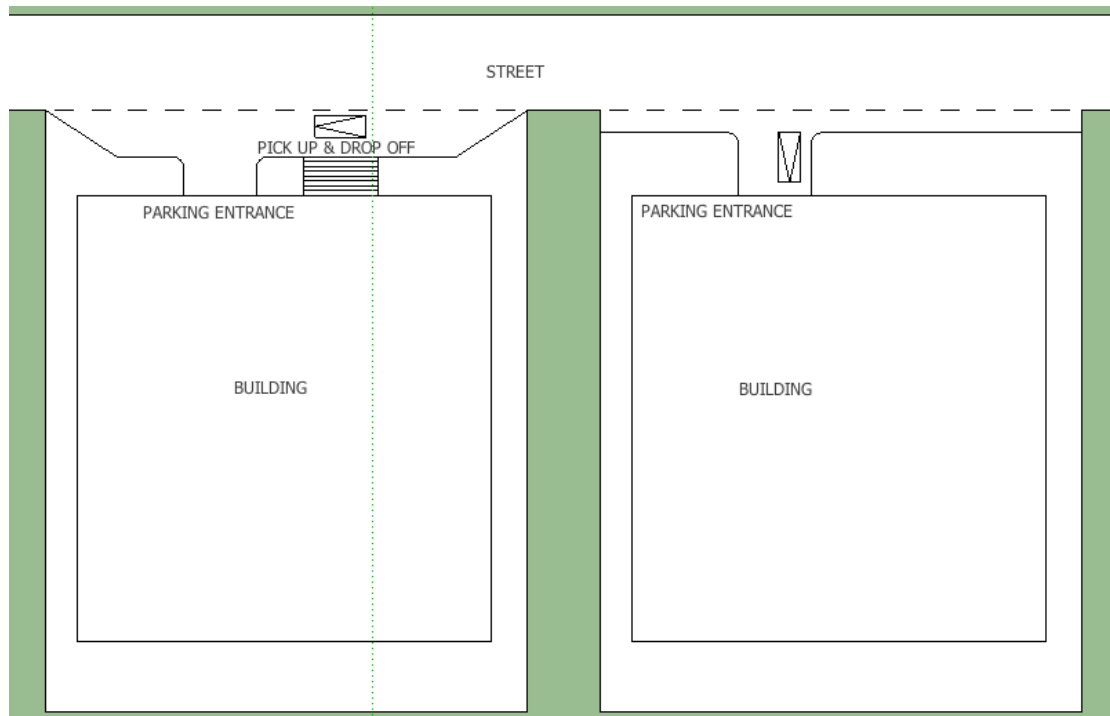 STREET
PICK UP & DROP OFF
PARKING ENTRANCE
PARKING ENTRANCE
BUILDING
BUILDING